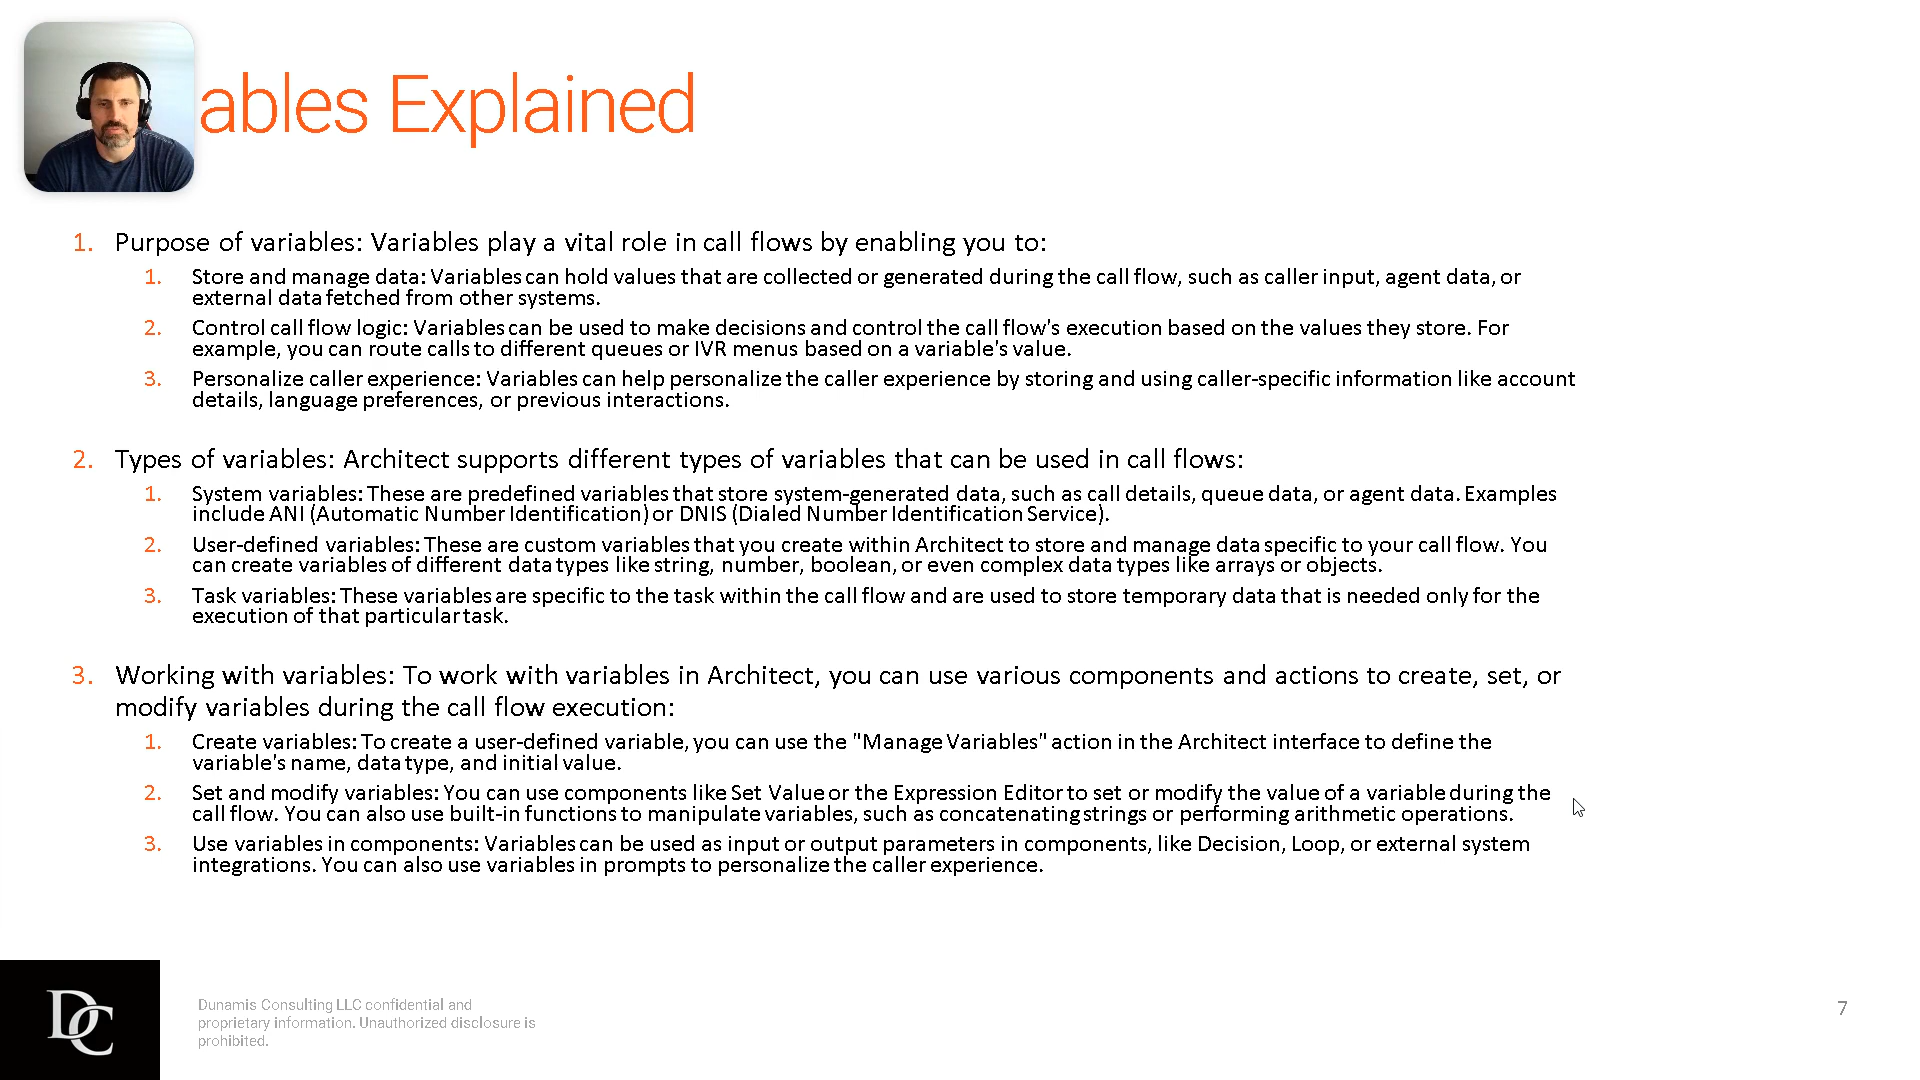 ables Explained
1. Purpose of variables: Variables play a vital role in call flows by enabling you to:
1. Store and manage data: Variables can hold values that are collected or generated during the call flow, such as caller input, agent data, or
external data fetched from other systems.
2. Control call flow logic: Variables can be used to make decisions and control the call flow's execution based on the values they store. For
example, you can route calls to different queues or IVR menus based on a variable's value.
3. Personalize caller experience: Variables can help personalize the caller experience by storing and using caller-specific information like account
details, language preferences, or previous interactions.
2. Types of variables: Architect supports different types of variables that can be used in call flows:
1. System variables: These are predefined variables that store system-generated data, such as call details, queue data, or agent data. Examples
include ANI (Automatic Number Identification) or DNIS (Dialed Number Identification Service).
2. User-defined variables: These are custom variables that you create within Architect to store and manage data specific to your call flow. You
can create variables of different data types like string, number, boolean, or even complex data types like arrays or objects.
3. Task variables: These variables are specific to the task within the call flow and are used to store temporary data that is needed only for the
execution of that particular task.
3. Working with variables: To work with variables in Architect, you can use various components and actions to create, set, or
modify variables during the call flow execution:
1. Create variables: To create a user-defined variable, you can use the "Manage Variables" action in the Architect interface to define the
variable's name, data type, and initial value.
2. Set and modify variables: You can use components like Set Value or the Expression Editor to set or modify the value of a variable during the
call flow. You can also use built-in functions to manipulate variables, such as concatenating strings or performing arithmetic operations.
3. Use variables in components: Variables can be used as input or output parameters in components, like Decision, Loop, or external system
integrations. You can also use variables in prompts to personalize the caller experience.
DC
Dunamis Consulting LLC confidential and
proprietary information. Unauthorized disclosure is
prohibited.
7